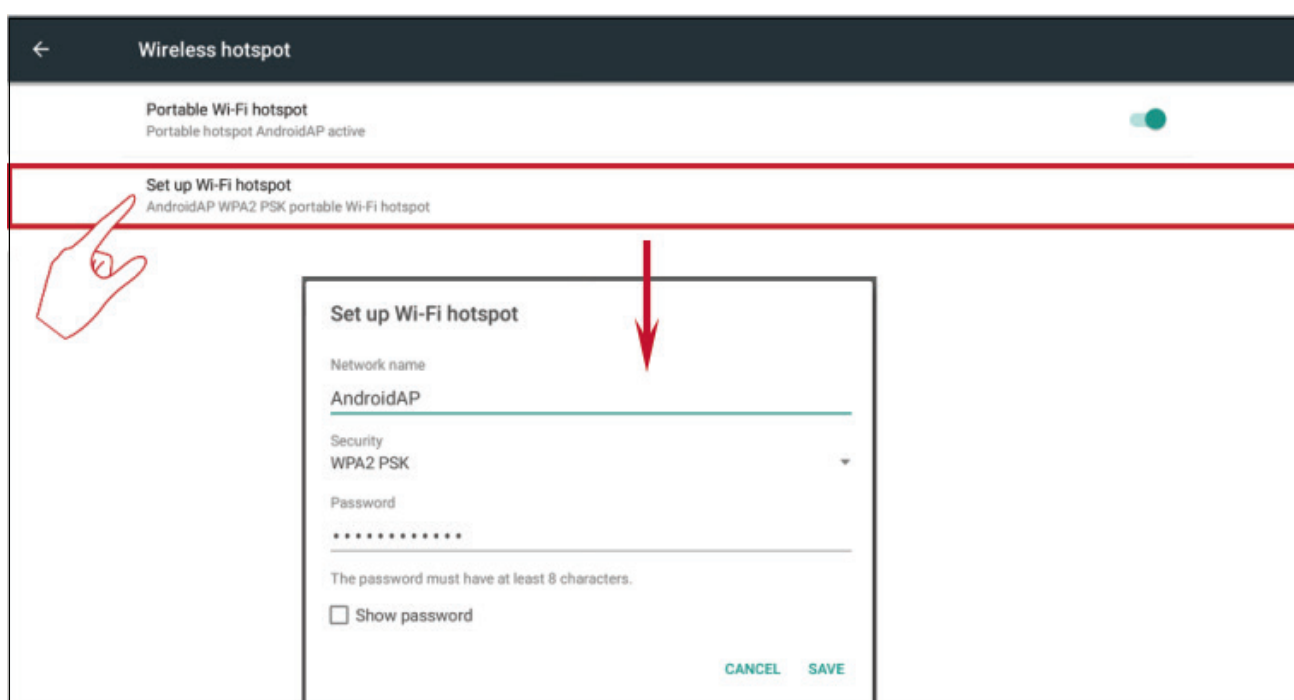 Wireless hotspot
Portable Wi-Fi hotspot
Portable hotspot AndroidAP active
Set up Wi-Fi hotspot
AndroidAP WPA2 PSK portable Wi-Fi hotspot
Set up Wi-Fi hotspot
Network name
AndroidAP
Security
WPA2 PSK
Password
••••••••••••
The password must have at least 8 characters.
Show password
CANCEL SAVE